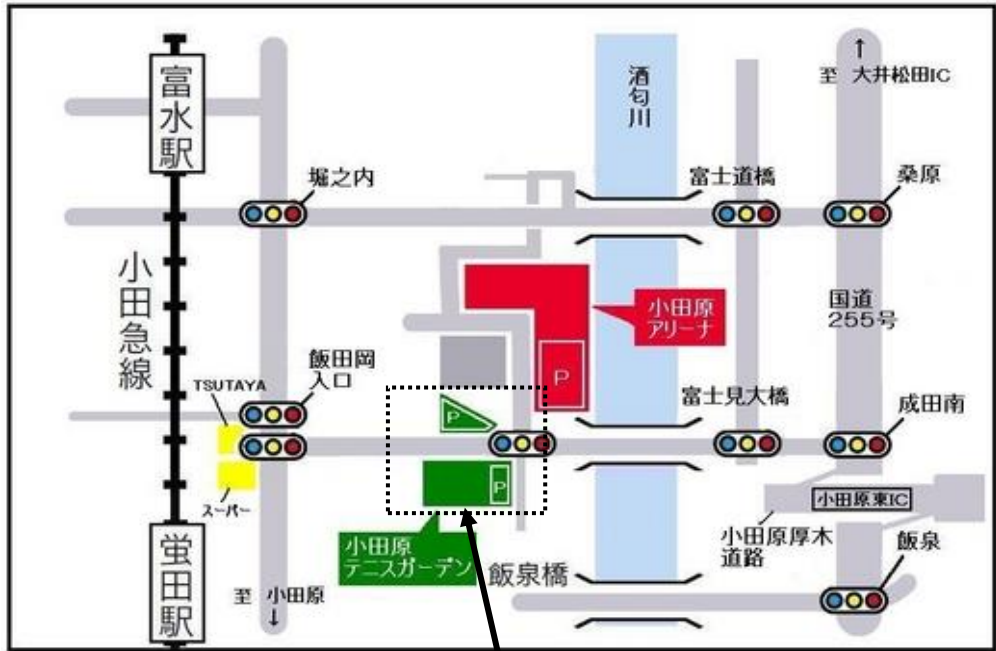 富水駅
小田急線
蛍田駅
堀之内
飯田岡
入口
TSUTAYA
スーパー
至 小田原
↓
P
P
P
小田原
テニスガーデン
小田原
アリーナ
酒匂川
富士道橋
富士見大橋
飯泉橋
↑
至 大井松田IC
桑原
国道
255号
成田南
小田原東IC
小田原厚木
道路
飯泉